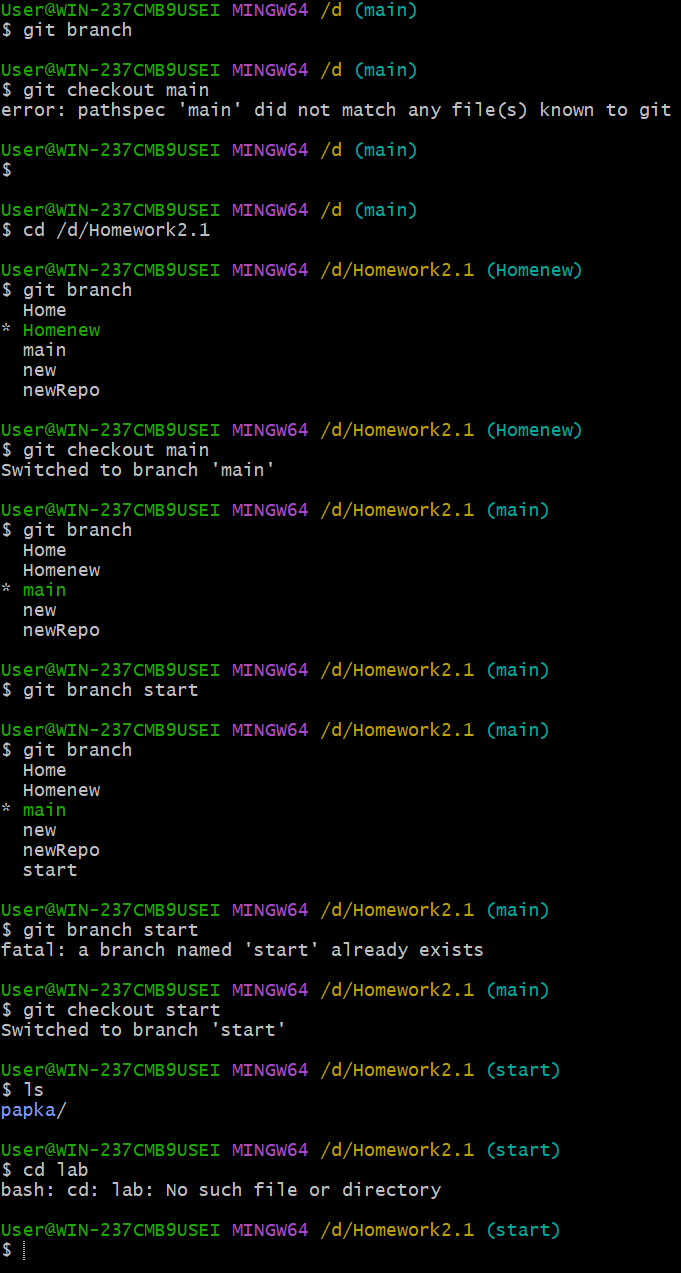 User@WIN-237CMB9USEI MINGW64 /d (main)
$ git branch
User@WIN-237CMB9USEI MINGW64 /d (main)
$ git checkout main
error: pathspec 'main' did not match any file(s) known to git
User@WIN-237CMB9USEI MINGW64 /d (main)
$
User@WIN-237CMB9USEI MINGW64 /d (main)
$ cd /d/Homework2.1
User@WIN-237CMB9USEI MINGW64 /d/Homework2.1 (Homenew)
$ git branch
  Home
* Homenew
  main
  new
  newRepo
User@WIN-237CMB9USEI MINGW64 /d/Homework2.1 (Homenew)
$ git checkout main
Switched to branch 'main'
User@WIN-237CMB9USEI MINGW64 /d/Homework2.1 (main)
$ git branch
  Home
  Homenew
* main
  new
  newRepo
User@WIN-237CMB9USEI MINGW64 /d/Homework2.1 (main)
$ git branch start
User@WIN-237CMB9USEI MINGW64 /d/Homework2.1 (main)
$ git branch
  Home
  Homenew
* main
  new
  newRepo
  start
User@WIN-237CMB9USEI MINGW64 /d/Homework2.1 (main)
$ git branch start
fatal: a branch named 'start' already exists
User@WIN-237CMB9USEI MINGW64 /d/Homework2.1 (main)
$ git checkout start
Switched to branch 'start'
User@WIN-237CMB9USEI MINGW64 /d/Homework2.1 (start)
$ ls
papka/
User@WIN-237CMB9USEI MINGW64 /d/Homework2.1 (start)
$ cd lab
bash: cd: lab: No such file or directory
User@WIN-237CMB9USEI MINGW64 /d/Homework2.1 (start)
$